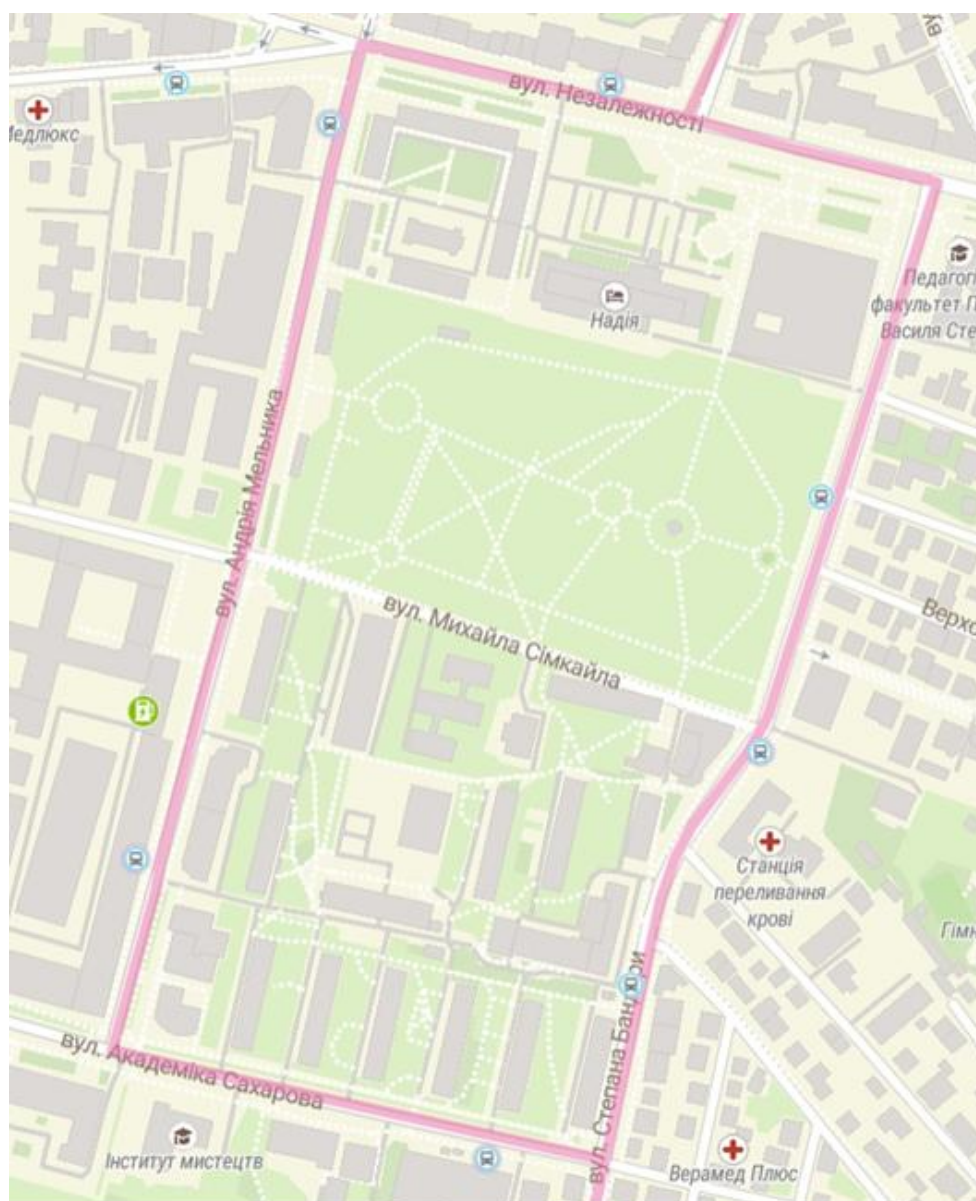 вул. Незалежності
Медлюкс
Педагогі
факультет П
Василя Сте
Надія
вул. Андрія Мельника
вул. Михайла Сімкайла
Верхо
Станція
переливання
крові
Гімн
вул. Степана Бандери
вул. Академіка Сахарова
Інститут мистецтв
Верамед Плюс